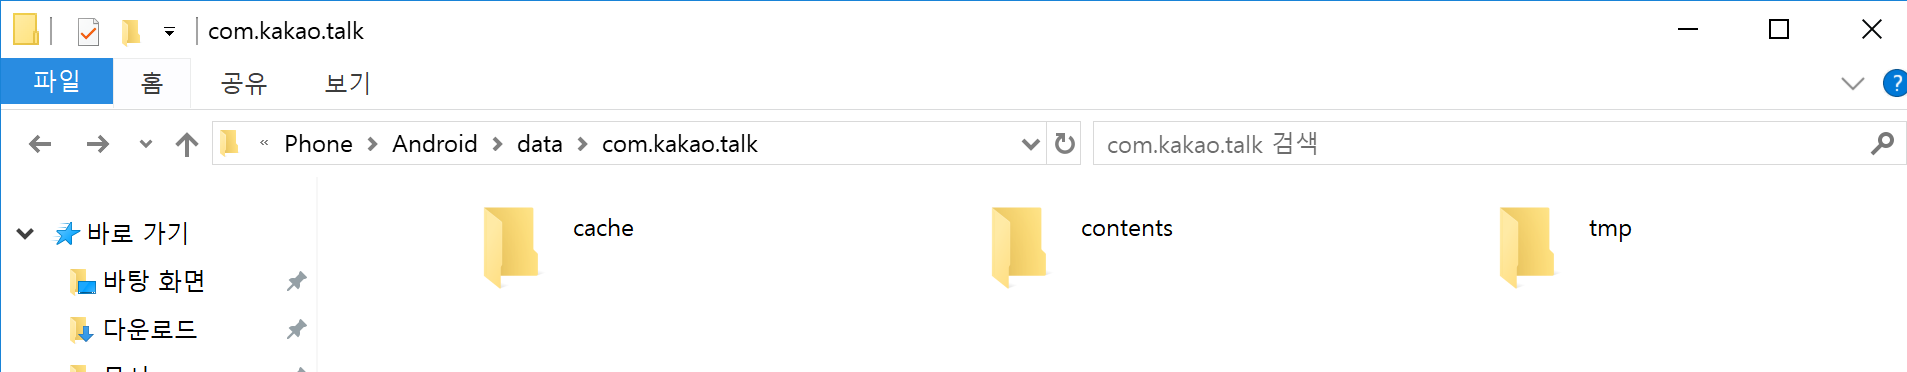 com.kakao.talk
파일 홈 공유 보기
« Phone > Android > data > com.kakao.talk com.kakao.talk 검색
cache contents tmp
바로 가기
바탕 화면
다운로드